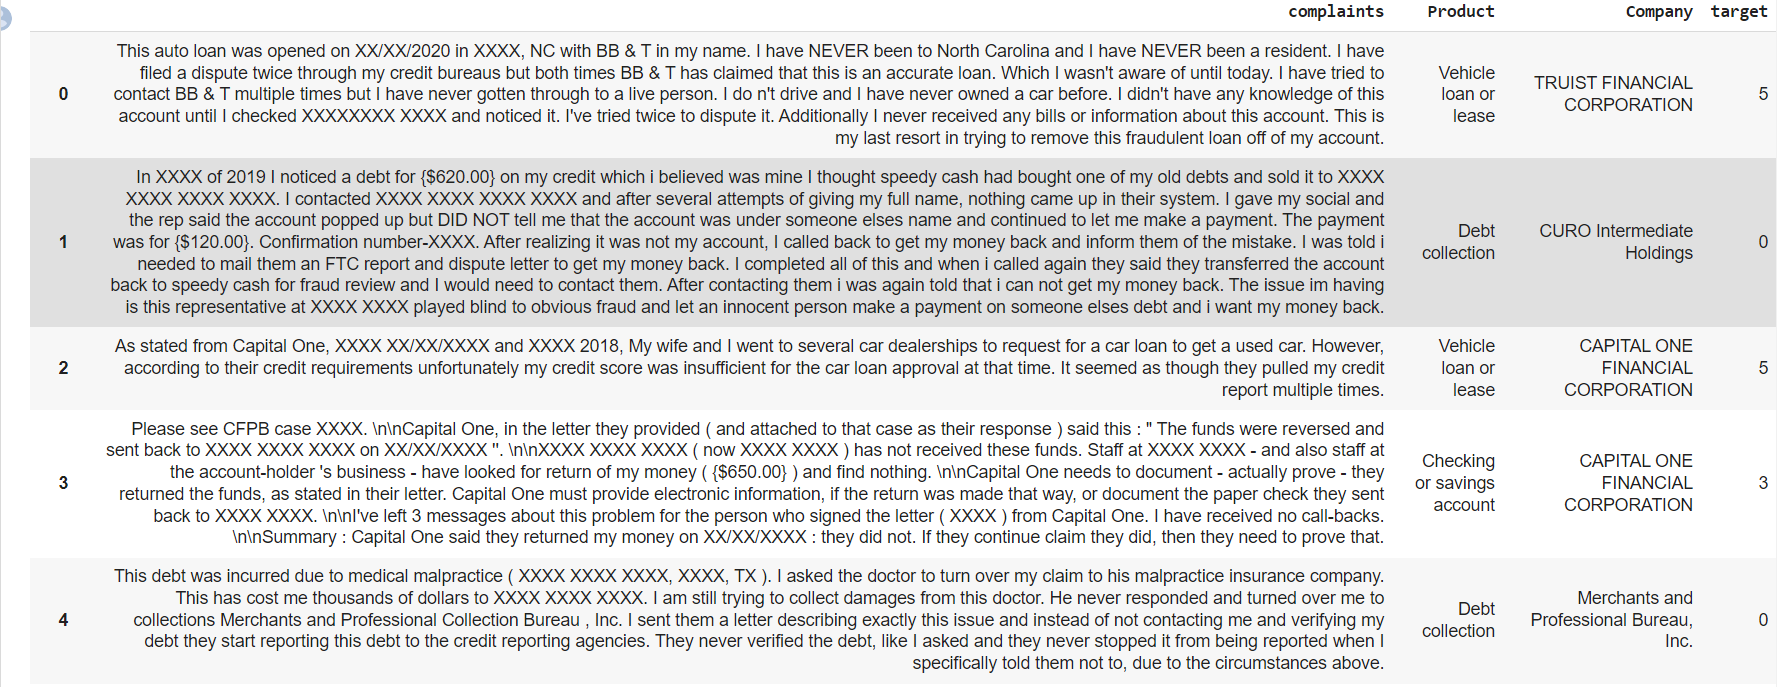 complaints Product Company target
This auto loan was opened on XX/XX/2020 in XXXX, NC with BB & T in my name. I have NEVER been to North Carolina and I have NEVER been a resident. I have
filed a dispute twice through my credit bureaus but both times BB & T has claimed that this is an accurate loan. Which I wasn't aware of until today. I have tried to
0 contact BB & T multiple times but I have never gotten through to a live person. I do n't drive and I have never owned a car before. I didn't have any knowledge of this
account until I checked XXXXXXXX XXXX and noticed it. I've tried twice to dispute it. Additionally I never received any bills or information about this account. This is
my last resort in trying to remove this fraudulent loan off of my account.
Vehicle
loan or
lease
TRUIST FINANCIAL
CORPORATION
5
In XXXX of 2019 I noticed a debt for {$620.00} on my credit which i believed was mine I thought speedy cash had bought one of my old debts and sold it to XXXX
XXXX XXXX XXXX. I contacted XXXX XXXX XXXX XXXX and after several attempts of giving my full name, nothing came up in their system. I gave my social and
the rep said the account popped up but DID NOT tell me that the account was under someone elses name and continued to let me make a payment. The payment
1 was for {$120.00}. Confirmation number-XXXX. After realizing it was not my account, I called back to get my money back and inform them of the mistake. I was told i
needed to mail them an FTC report and dispute letter to get my money back. I completed all of this and when i called again they said they transferred the account
back to speedy cash for fraud review and I would need to contact them. After contacting them i was again told that i can not get my money back. The issue im having
is this representative at XXXX XXXX played blind to obvious fraud and let an innocent person make a payment on someone elses debt and i want my money back.
Debt
collection
CURO Intermediate
Holdings
0
As stated from Capital One, XXXX XX/XX/XXXX and XXXX 2018, My wife and I went to several car dealerships to request for a car loan to get a used car. However,
2 according to their credit requirements unfortunately my credit score was insufficient for the car loan approval at that time. It seemed as though they pulled my credit
report multiple times.
Vehicle
loan or
lease
CAPITAL ONE
FINANCIAL
CORPORATION
5
Please see CFPB case XXXX. \n\nCapital One, in the letter they provided ( and attached to that case as their response ) said this : " The funds were reversed and
sent back to XXXX XXXX XXXX on XX/XX/XXXX ". \n\nXXXX XXXX XXXX ( now XXXX XXXX ) has not received these funds. Staff at XXXX XXXX - and also staff at
the account-holder 's business - have looked for return of my money ( {$650.00} ) and find nothing. \n\nCapital One needs to document - actually prove - they
3 returned the funds, as stated in their letter. Capital One must provide electronic information, if the return was made that way, or document the paper check they sent
back to XXXX XXXX. \n\nI've left 3 messages about this problem for the person who signed the letter ( XXXX ) from Capital One. I have received no call-backs.
\n\nSummary : Capital One said they returned my money on XX/XX/XXXX : they did not. If they continue claim they did, then they need to prove that.
Checking
or savings
account
CAPITAL ONE
FINANCIAL
CORPORATION
3
This debt was incurred due to medical malpractice ( XXXX XXXX XXXX, XXXX, TX ). I asked the doctor to turn over my claim to his malpractice insurance company.
This has cost me thousands of dollars to XXXX XXXX XXXX. I am still trying to collect damages from this doctor. He never responded and turned over me to
4 collections Merchants and Professional Collection Bureau , Inc. I sent them a letter describing exactly this issue and instead of not contacting me and verifying my
debt they start reporting this debt to the credit reporting agencies. They never verified the debt, like I asked and they never stopped it from being reported when I
specifically told them not to, due to the circumstances above.
Debt
collection
Merchants and
Professional Bureau,
Inc.
0